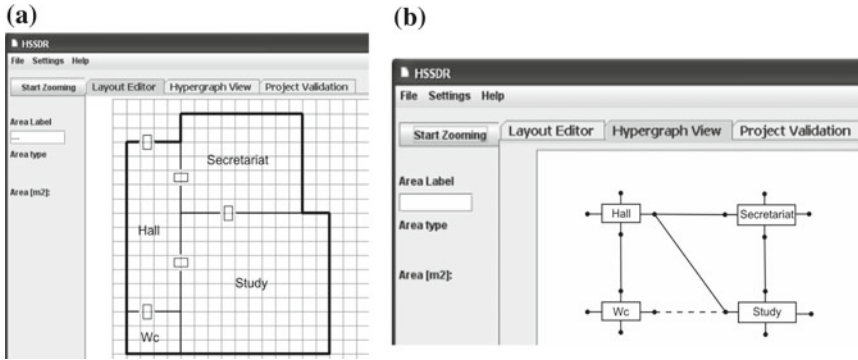 (a)
HSSDR
File Settings Help
Start Zooming Layout Editor Hypergraph View Project Validation
Area Label
...
Area type
Area [m2]:
Secretariat
Hall
Study
Wc
(b)
HSSDR
File Settings Help
Start Zooming Layout Editor Hypergraph View Project Validation
Area Label
Area type
Area [m2]:
Hall Secretariat
Wc Study